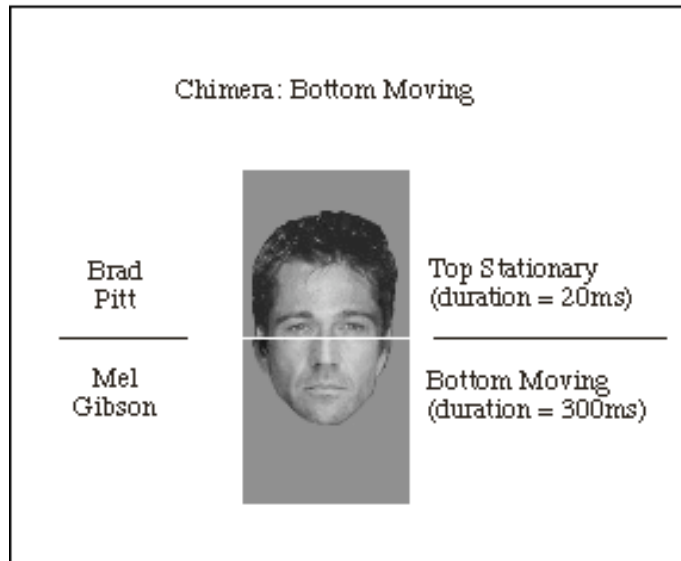 Chimera: Bottom Moving
Brad
Pitt
Top Stationary
(duration = 20ms)
Mel
Gibson
Bottom Moving
(duration = 300ms)